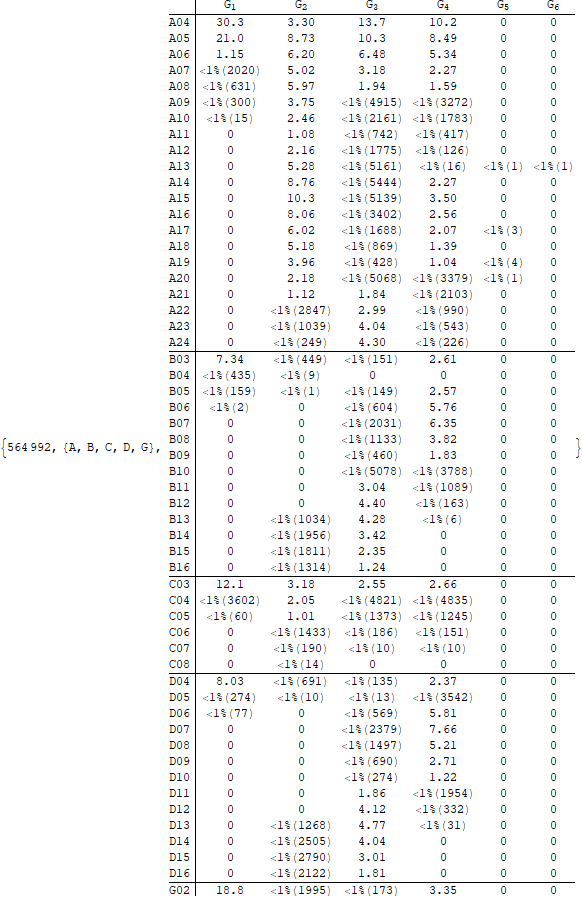 G1 G2 G3 G4 G5 G6
A04 30.3 3.30 13.7 10.2 0 0
A05 21.0 8.73 10.3 8.49 0 0
A06 1.15 6.20 6.48 5.34 0 0
A07 <1%(2020) 5.02 3.18 2.27 0 0
A08 <1%(631) 5.97 1.94 1.59 0 0
A09 <1%(300) 3.75 <1%(4915) <1%(3272) 0 0
A10 <1%(15) 2.46 <1%(2161) <1%(1783) 0 0
A11 0 1.08 <1%(742) <1%(417) 0 0
A12 0 2.16 <1%(1775) <1%(126) 0 0
A13 0 5.28 <1%(5161) <1%(16) <1%(1) <1%(1)
A14 0 8.76 <1%(5444) 2.27 0 0
A15 0 10.3 <1%(5139) 3.50 0 0
A16 0 8.06 <1%(3402) 2.56 0 0
A17 0 6.02 <1%(1688) 2.07 <1%(3) 0
A18 0 5.18 <1%(869) 1.39 0 0
A19 0 3.96 <1%(428) 1.04 <1%(4) 0
A20 0 2.18 <1%(5068) <1%(3379) <1%(1) 0
A21 0 1.12 1.84 <1%(2103) 0 0
A22 0 <1%(2847) 2.99 <1%(990) 0 0
A23 0 <1%(1039) 4.04 <1%(543) 0 0
A24 0 <1%(249) 4.30 <1%(226) 0 0
B03 7.34 <1%(449) <1%(151) 2.61 0 0
B04 <1%(435) <1%(9) 0 0 0 0
B05 <1%(159) <1%(1) <1%(149) 2.57 0 0
B06 <1%(2) 0 <1%(604) 5.76 0 0
B07 0 0 <1%(2031) 6.35 0 0
B08 0 0 <1%(1133) 3.82 0 0
{564 992, {A, B, C, D, G}, B09 0 0 <1%(460) 1.83 0 0 }
B10 0 0 <1%(5078) <1%(3788) 0 0
B11 0 0 3.04 <1%(1089) 0 0
B12 0 0 4.40 <1%(163) 0 0
B13 0 <1%(1034) 4.28 <1%(6) 0 0
B14 0 <1%(1956) 3.42 0 0 0
B15 0 <1%(1811) 2.35 0 0 0
B16 0 <1%(1314) 1.24 0 0 0
C03 12.1 3.18 2.55 2.66 0 0
C04 <1%(3602) 2.05 <1%(4821) <1%(4835) 0 0
C05 <1%(60) 1.01 <1%(1373) <1%(1245) 0 0
C06 0 <1%(1433) <1%(186) <1%(151) 0 0
C07 0 <1%(190) <1%(10) <1%(10) 0 0
C08 0 <1%(14) 0 0 0 0
D04 8.03 <1%(691) <1%(135) 2.37 0 0
D05 <1%(274) <1%(10) <1%(13) <1%(3542) 0 0
D06 <1%(77) 0 <1%(569) 5.81 0 0
D07 0 0 <1%(2379) 7.66 0 0
D08 0 0 <1%(1497) 5.21 0 0
D09 0 0 <1%(690) 2.71 0 0
D10 0 0 <1%(274) 1.22 0 0
D11 0 0 1.86 <1%(1954) 0 0
D12 0 0 4.12 <1%(332) 0 0
D13 0 <1%(1268) 4.77 <1%(31) 0 0
D14 0 <1%(2505) 4.04 0 0 0
D15 0 <1%(2790) 3.01 0 0 0
D16 0 <1%(2122) 1.81 0 0 0
G02 18.8 <1%(1995) <1%(173) 3.35 0 0